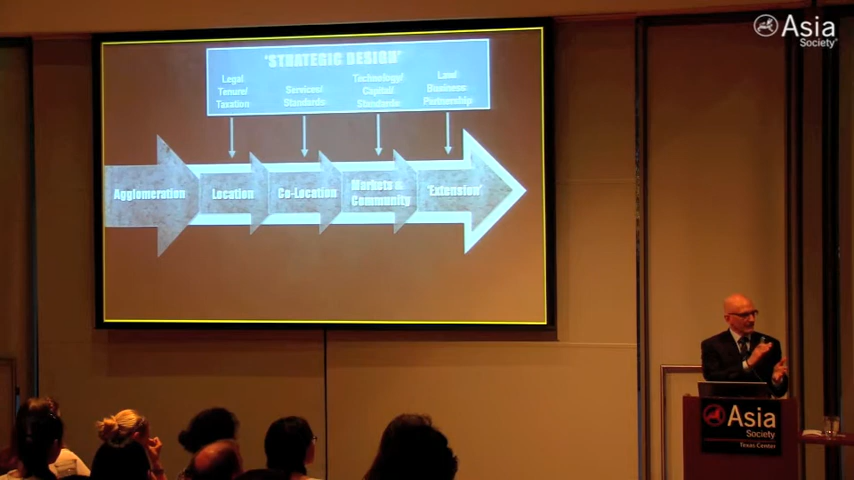 Asia
Society
'STRATEGIC DESIGN'
Legal
Tenure/
Taxation
Services/
Standards
Technology/
Capital/
Standards
Law/
Business
Partnership
Agglomeration
Location
Co-Location
Markets &
Community
'Extension'
Asia
Society
Texas Center